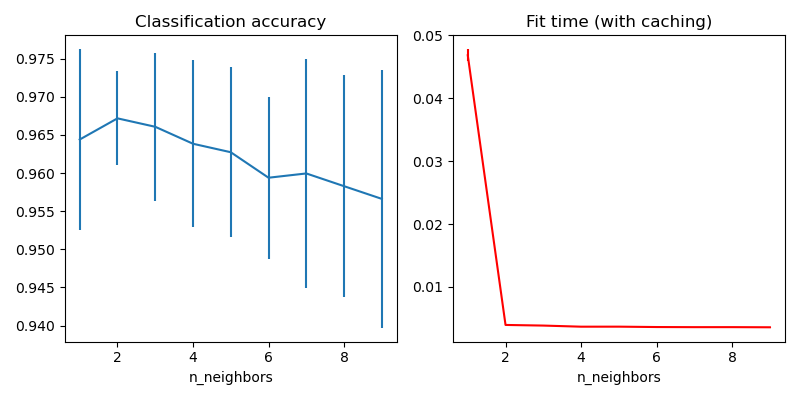 Classification accuracy
0.975
0.970
0.965
0.960
0.955
0.950
0.945
0.940
2 4 6 8
n_neighbors
Fit time (with caching)
0.05
0.04
0.03
0.02
0.01
2 4 6 8
n_neighbors